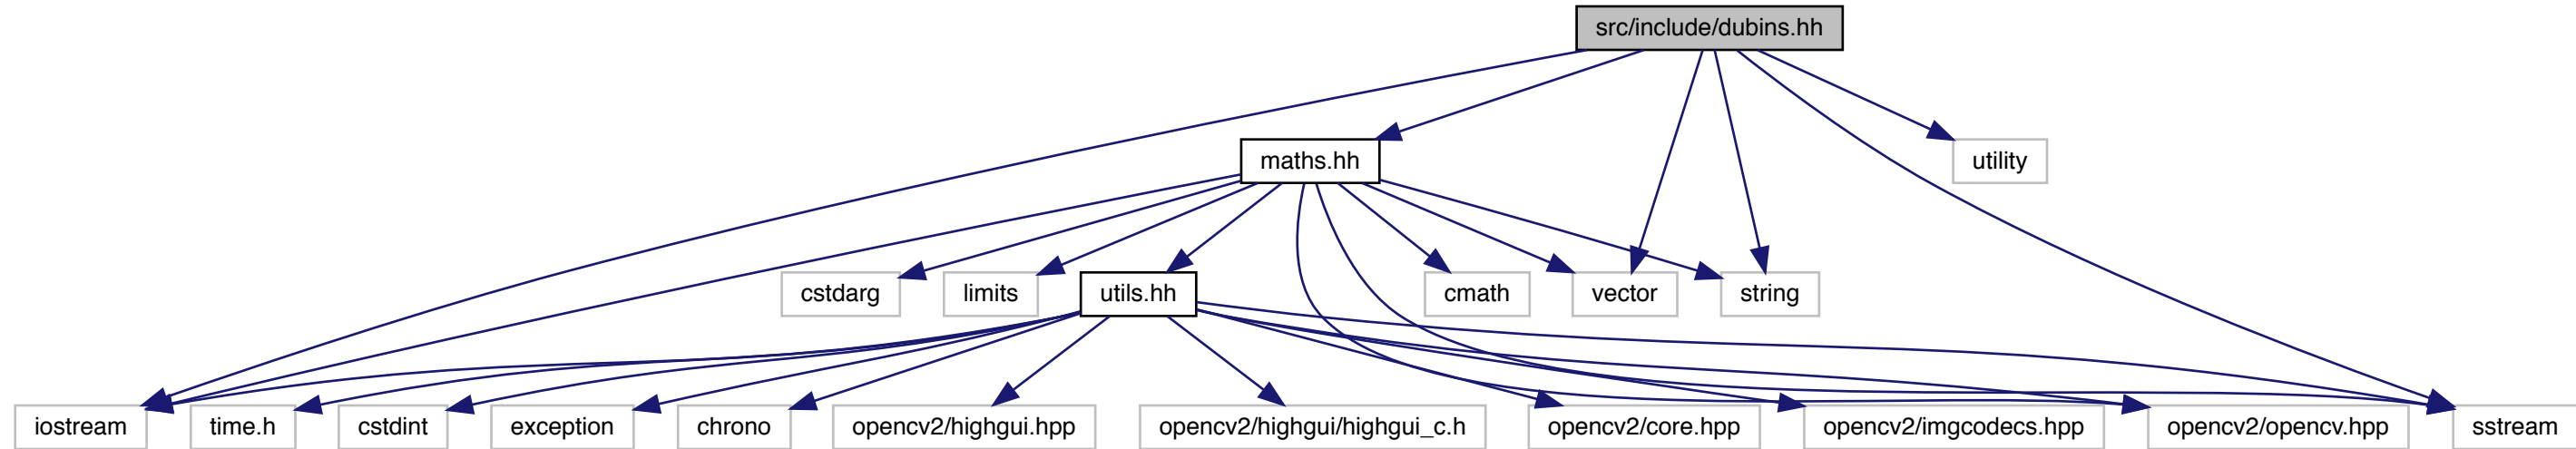 src/include/dubins.hh
maths.hh
utility
cstdarg
limits
utils.hh
cmath
vector
string
iostream
time.h
cstdint
exception
chrono
opencv2/highgui.hpp
opencv2/highgui/highgui_c.h
opencv2/core.hpp
opencv2/imgcodecs.hpp
opencv2/opencv.hpp
sstream